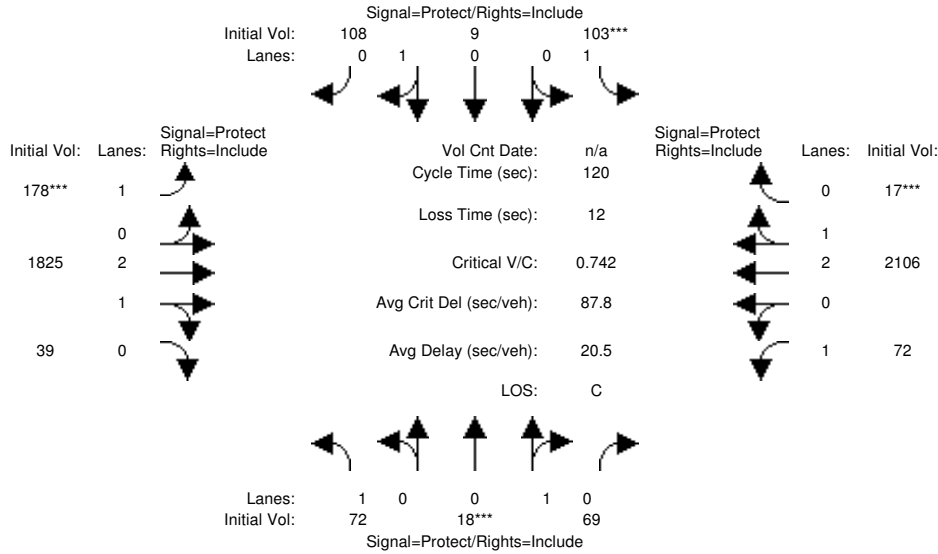 Signal=Protect/Rights=Include
Initial Vol: 108 9 103***
Lanes: 0 1 0 0 1
Signal=Protect Signal=Protect
Initial Vol: Lanes: Rights=Include Vol Cnt Date: n/a Rights=Include Lanes: Initial Vol:
Cycle Time (sec): 120
178*** 1 0 17***
Loss Time (sec): 12
0 1
1825 2 Critical V/C: 0.742 2 2106
1 Avg Crit Del (sec/veh): 87.8 0
39 0 Avg Delay (sec/veh): 20.5 1 72
LOS: C
Lanes: 1 0 0 1 0
Initial Vol: 72 18*** 69
Signal=Protect/Rights=Include